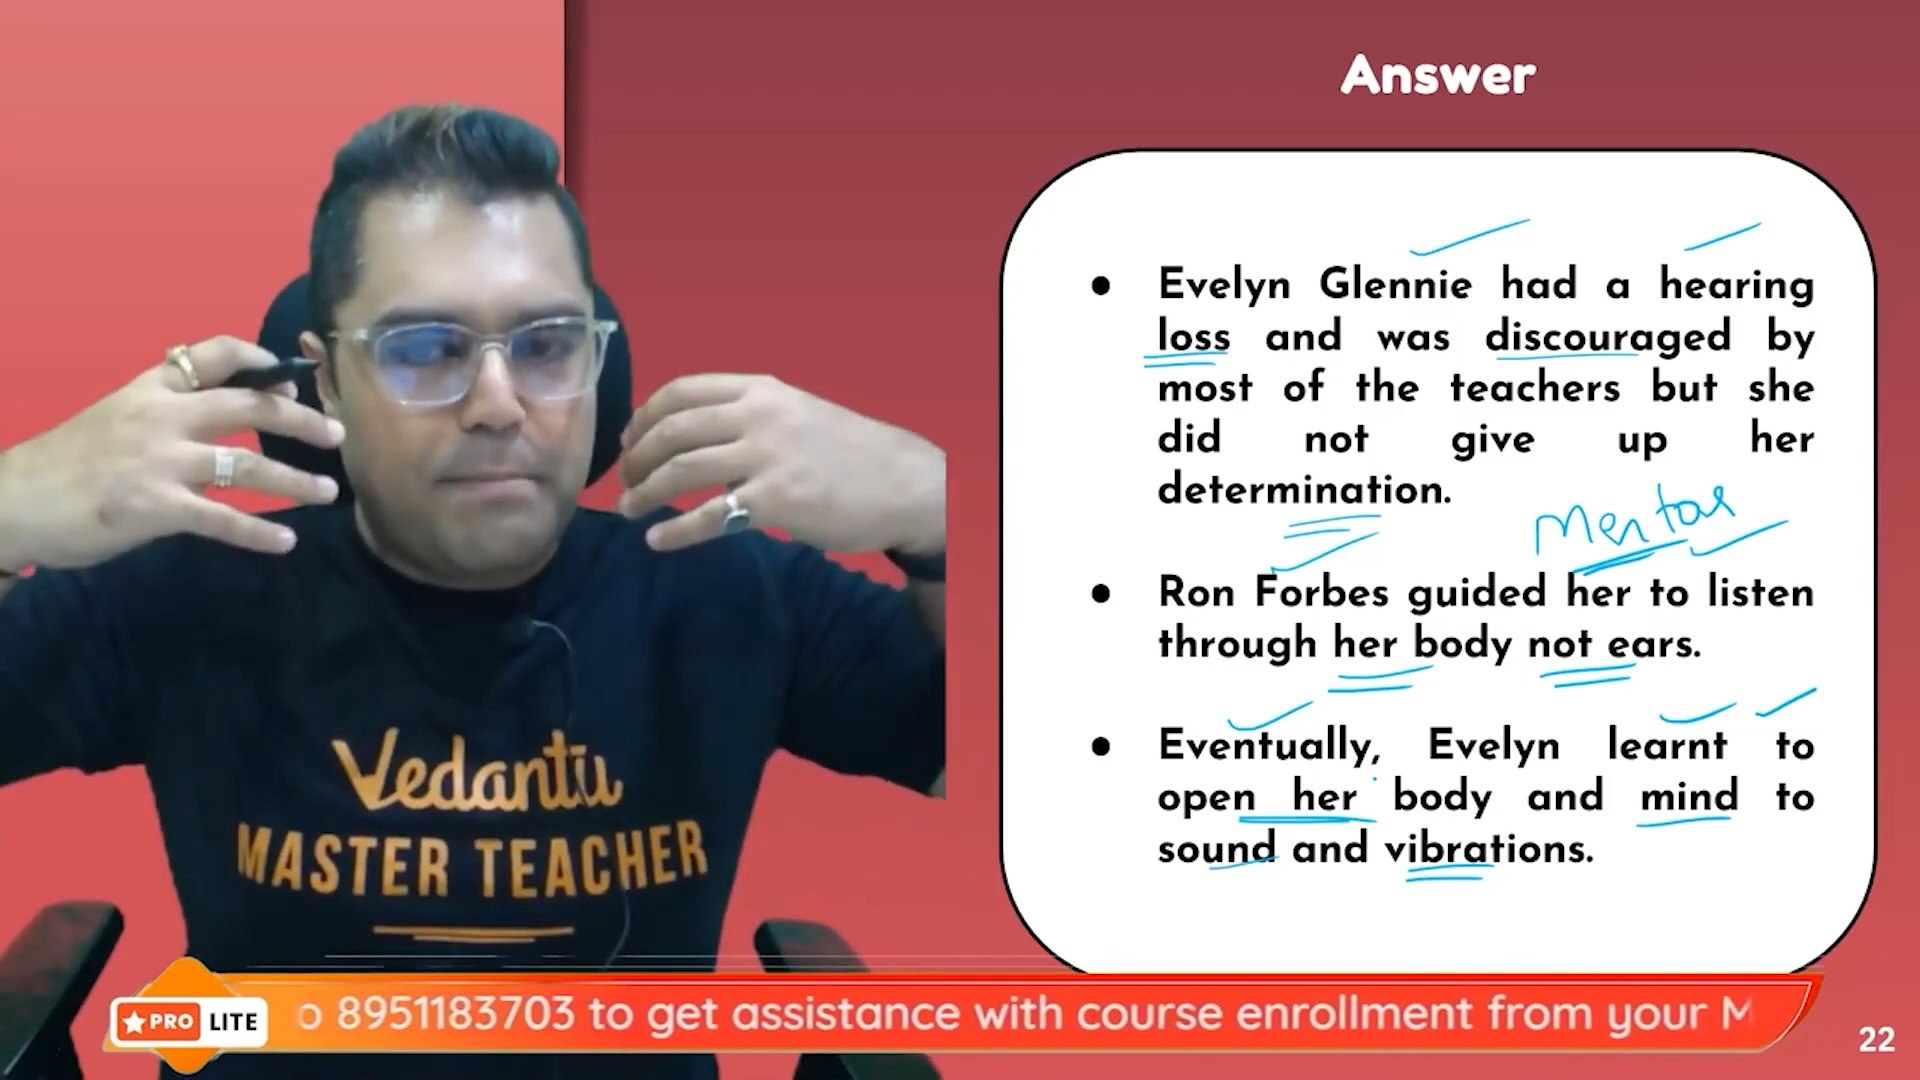 Answer
● Evelyn Glennie had a hearing
loss and was discouraged by
most of the teachers but she
did not give up her
determination.
Mentor
● Ron Forbes guided her to listen
through her body not ears.
● Eventually, Evelyn learnt to
open her body and mind to
sound and vibrations.
Vedantu
MASTER TEACHER
PRO LITE
o 8951183703 to get assistance with course enrollment from your M
22